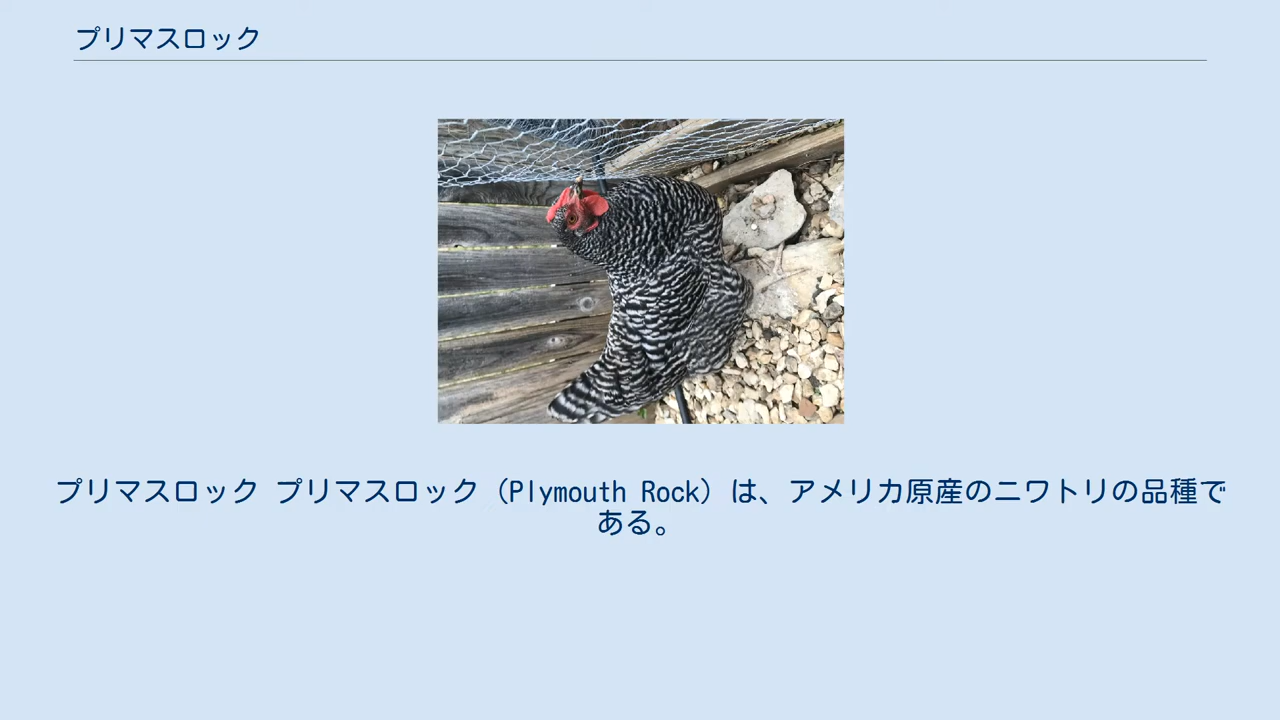 プリマスロック
プリマスロック プリマスロック（Plymouth Rock）は、アメリカ原産のニワトリの品種で
ある。